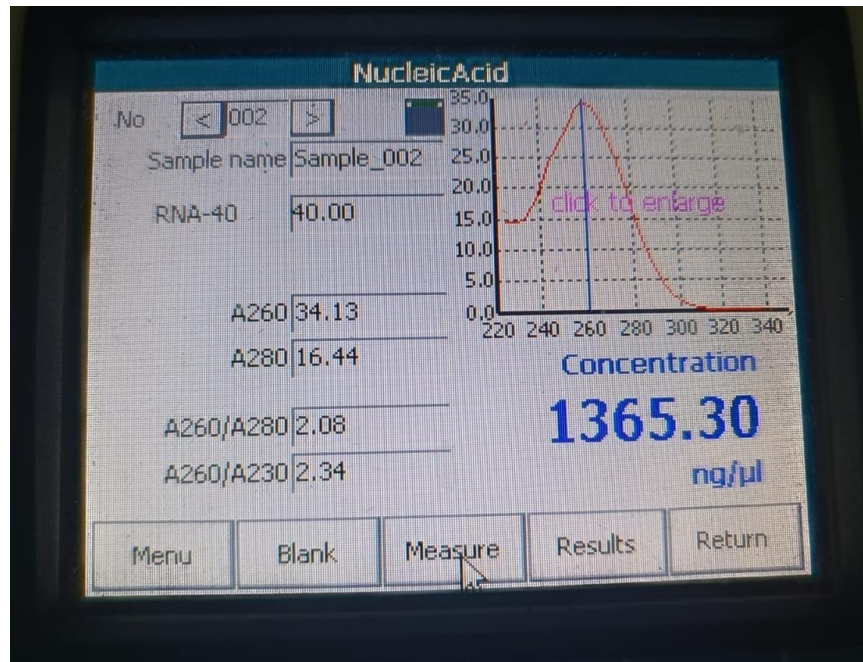 NucleicAcid
No < 002 >
Sample name Sample_002
RNA-40 40.00
A260 34.13
A280 16.44
A260/A280 2.08
A260/A230 2.34
35.0
30.0
25.0
20.0
15.0
10.0
5.0
0.0
click to enlarge
220 240 260 280 300 320 340
Concentration
1365.30
ng/µl
Menu Blank Measure Results Return